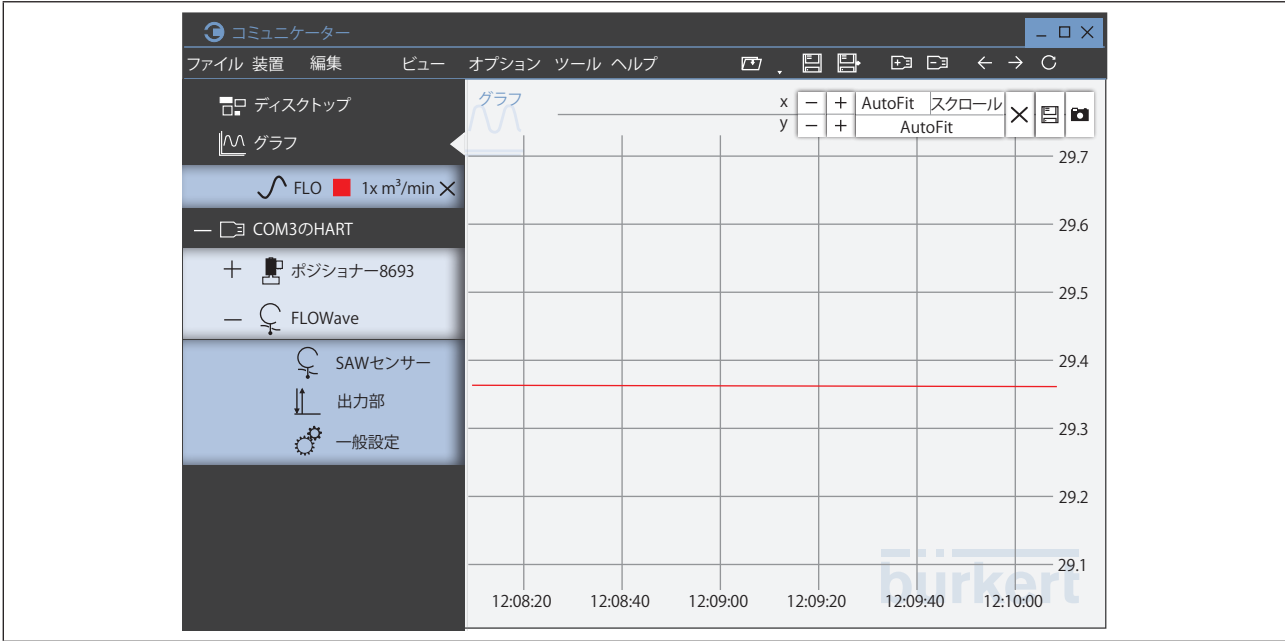 コミュニケーター
ファイル 装置 編集 ビュー オプション ツール ヘルプ
ディスクトップ
グラフ
FLO 1x m³/min
COM3のHART
ポジショナー8693
FLOWave
SAWセンサー
出力部
一般設定
グラフ
x − + AutoFit スクロール
y − + AutoFit
29.7
29.6
29.5
29.4
29.3
29.2
29.1
12:08:20 12:08:40 12:09:00 12:09:20 12:09:40 12:10:00
bürkert